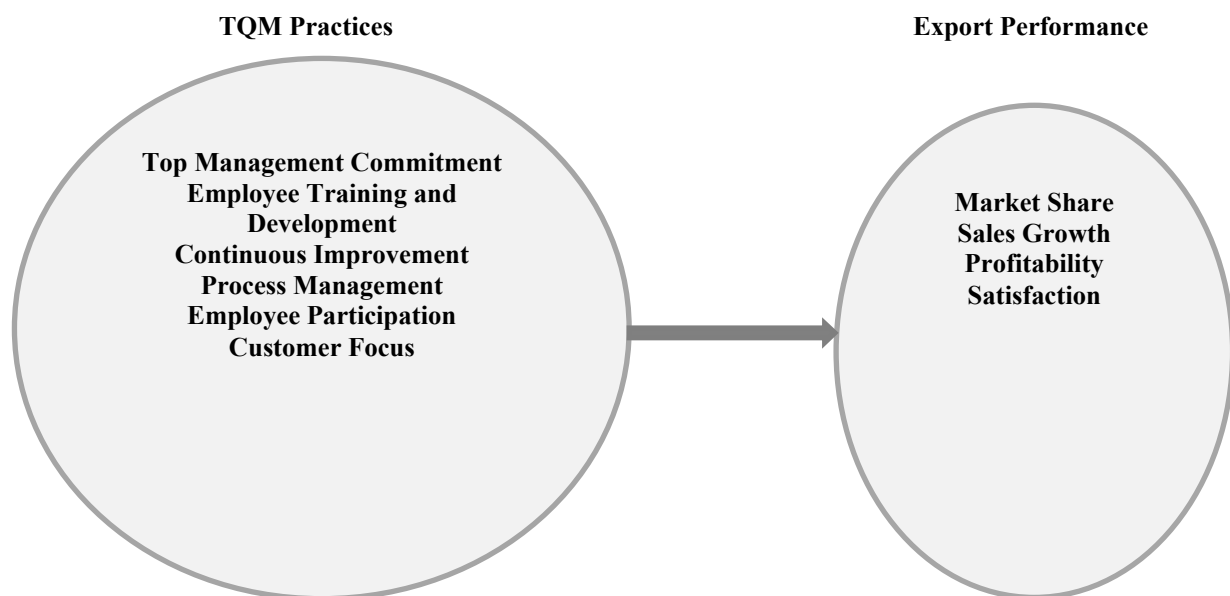 TQM Practices
Export Performance
Top Management Commitment
Employee Training and
Development
Continuous Improvement
Process Management
Employee Participation
Customer Focus
Market Share
Sales Growth
Profitability
Satisfaction